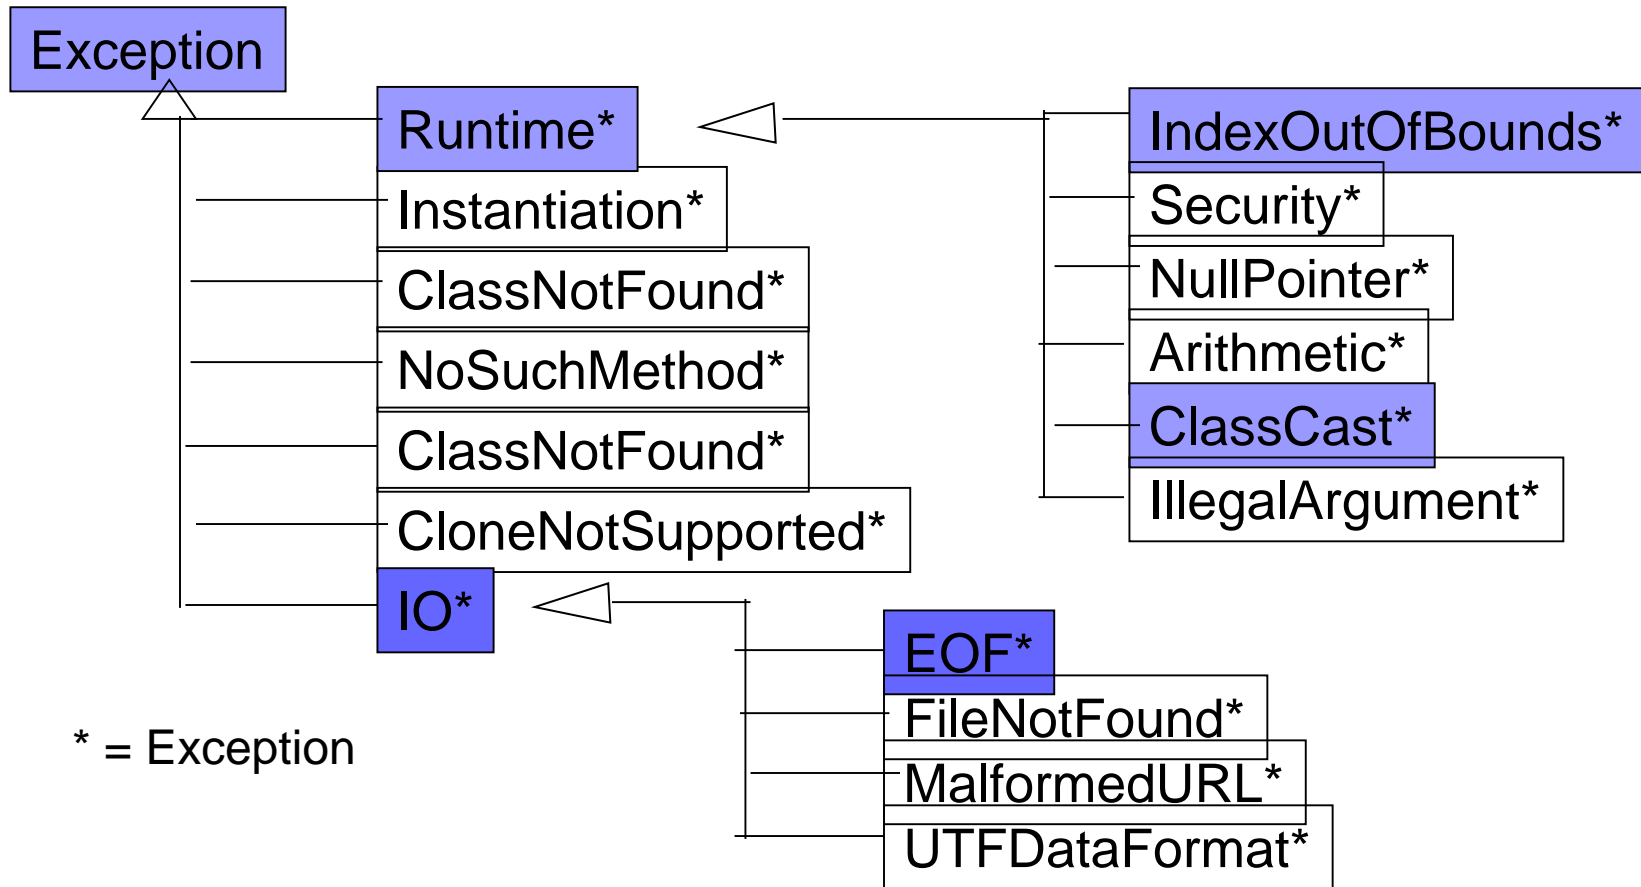 Exception
Runtime*
Instantiation*
ClassNotFound*
NoSuchMethod*
ClassNotFound*
CloneNotSupported*
IO*
IndexOutOfBounds*
Security*
NullPointer*
Arithmetic*
ClassCast*
IllegalArgument*
EOF*
FileNotFound*
MalformedURL*
UTFDataFormat*
* = Exception